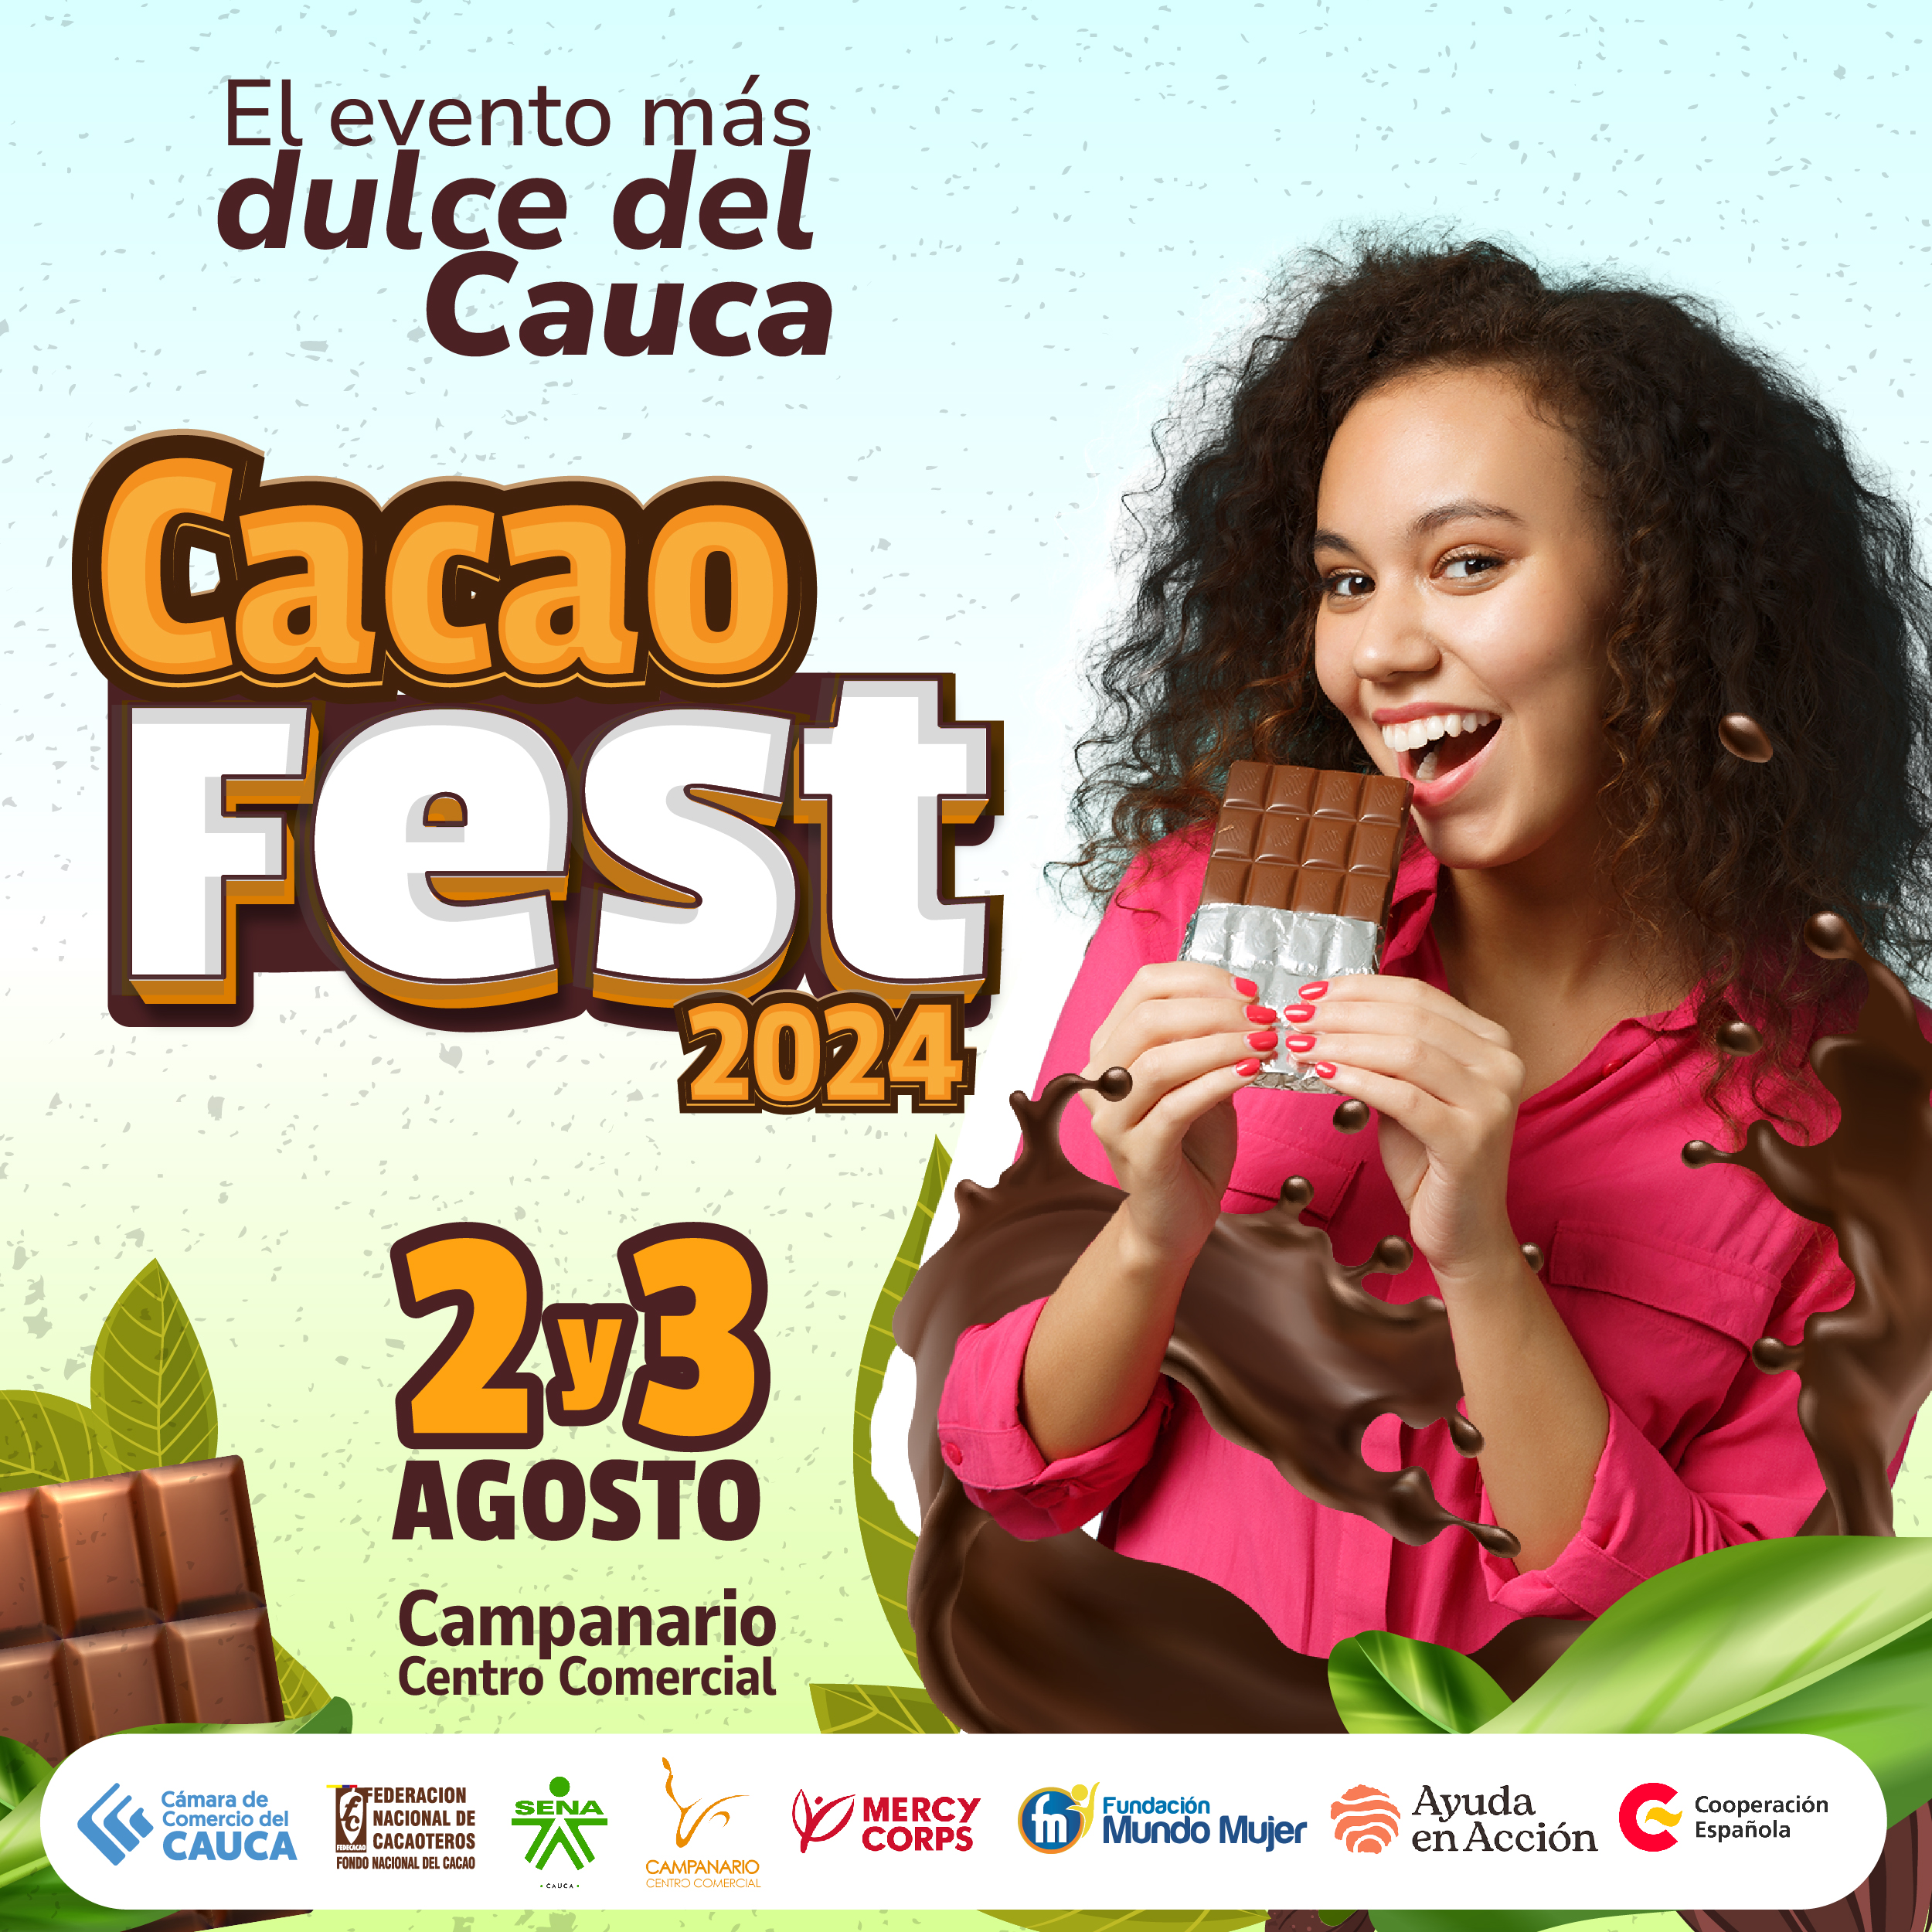 El evento más
dulce del
Cauca
Cacao
Fest
2024
2y3
AGOSTO
Campanario
Centro Comercial
Cámara de
Comercio del
CAUCA
FEDERACION
NACIONAL DE
CACAOTEROS
FEDECACAO
FONDO NACIONAL DEL CACAO
SENA
• CAUCA •
CAMPANARIO
CENTRO COMERCIAL
MERCY
CORPS
fm
Fundación
Mundo Mujer
Ayuda
en Acción
Cooperación
Española